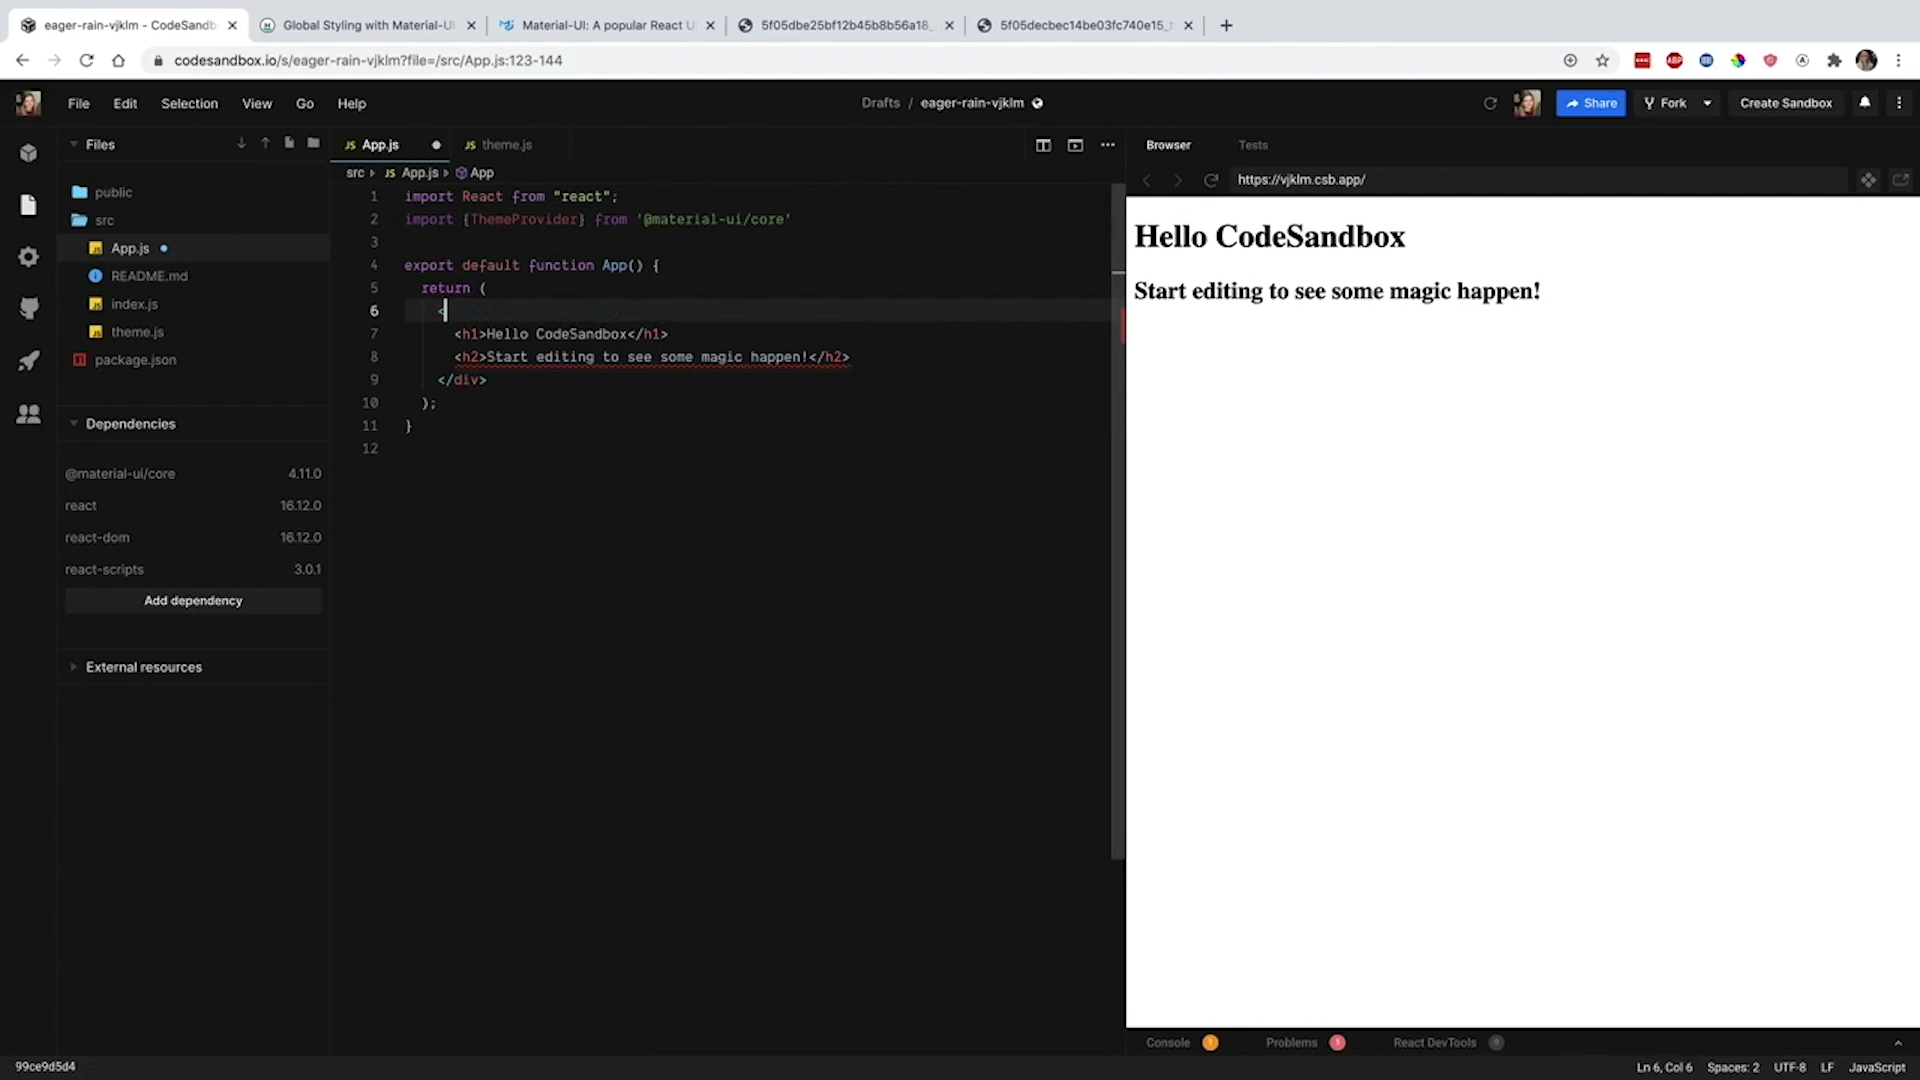 eager-rain-vjklm - CodeSandb
Global Styling with Material-U
Material-UI: A popular React U
5f05dbe25bf12b45b8b56a18_
5f05decbec14be03fc740e15_
codesandbox.io/s/eager-rain-vjklm?file=/src/App.js:123-144
File Edit Selection View Go Help
Drafts / eager-rain-vjklm
Share Fork Create Sandbox
Files
public
src
App.js
README.md
index.js
theme.js
package.json
Dependencies
@material-ui/core 4.11.0
react 16.12.0
react-dom 16.12.0
react-scripts 3.0.1
Add dependency
External resources
JS App.js JS theme.js
src JS App.js App
1 import React from "react";
2 import {ThemeProvider} from '@material-ui/core'
3
4 export default function App() {
5 return (
6 <
7 <h1>Hello CodeSandbox</h1>
8 <h2>Start editing to see some magic happen!</h2>
9 </div>
10 );
11 }
12
Browser Tests
https://vjklm.csb.app/
Hello CodeSandbox
Start editing to see some magic happen!
Console 1 Problems 1 React DevTools 0
99ce9d5d4
Ln 6, Col 6 Spaces: 2 UTF-8 LF JavaScript